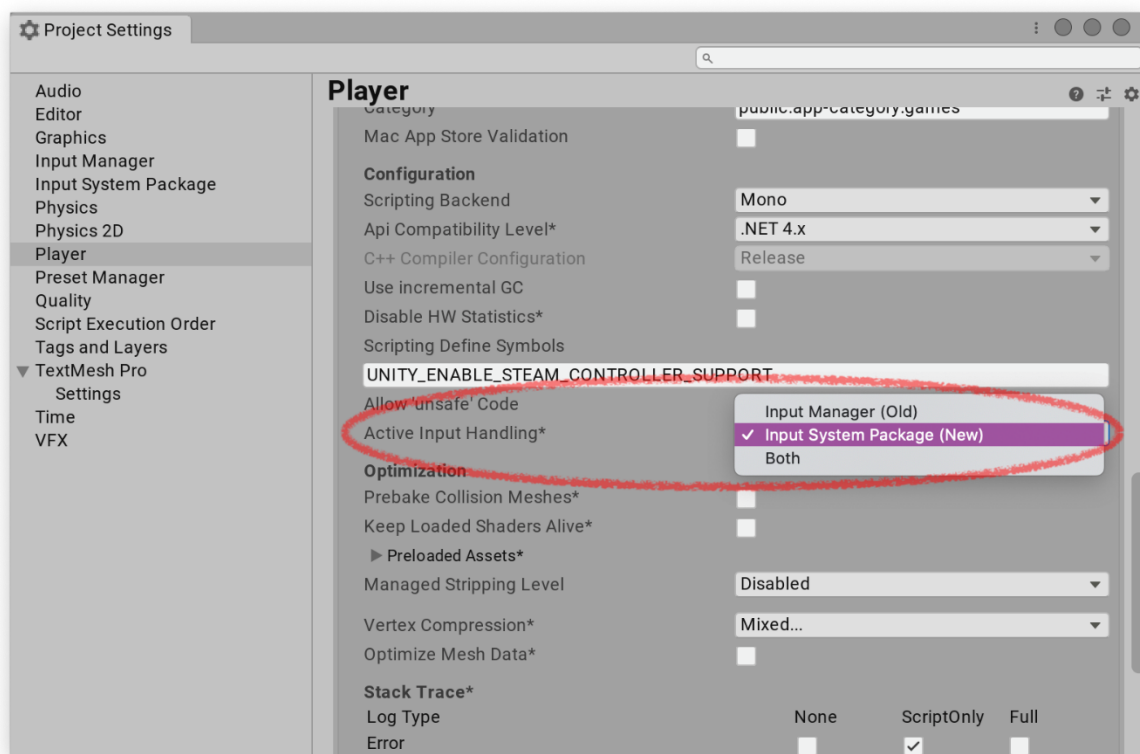 Project Settings
Audio
Editor
Graphics
Input Manager
Input System Package
Physics
Physics 2D
Player
Preset Manager
Quality
Script Execution Order
Tags and Layers
TextMesh Pro
Settings
Time
VFX
Player
Category public.app-category.games
Mac App Store Validation
Configuration
Scripting Backend Mono
Api Compatibility Level* .NET 4.x
C++ Compiler Configuration Release
Use incremental GC
Disable HW Statistics*
Scripting Define Symbols
UNITY_ENABLE_STEAM_CONTROLLER_SUPPORT
Allow 'unsafe' Code
Input Manager (Old)
Active Input Handling* Input System Package (New)
Both
Optimization
Prebake Collision Meshes*
Keep Loaded Shaders Alive*
Preloaded Assets*
Managed Stripping Level Disabled
Vertex Compression* Mixed...
Optimize Mesh Data*
Stack Trace*
Log Type None ScriptOnly Full
Error